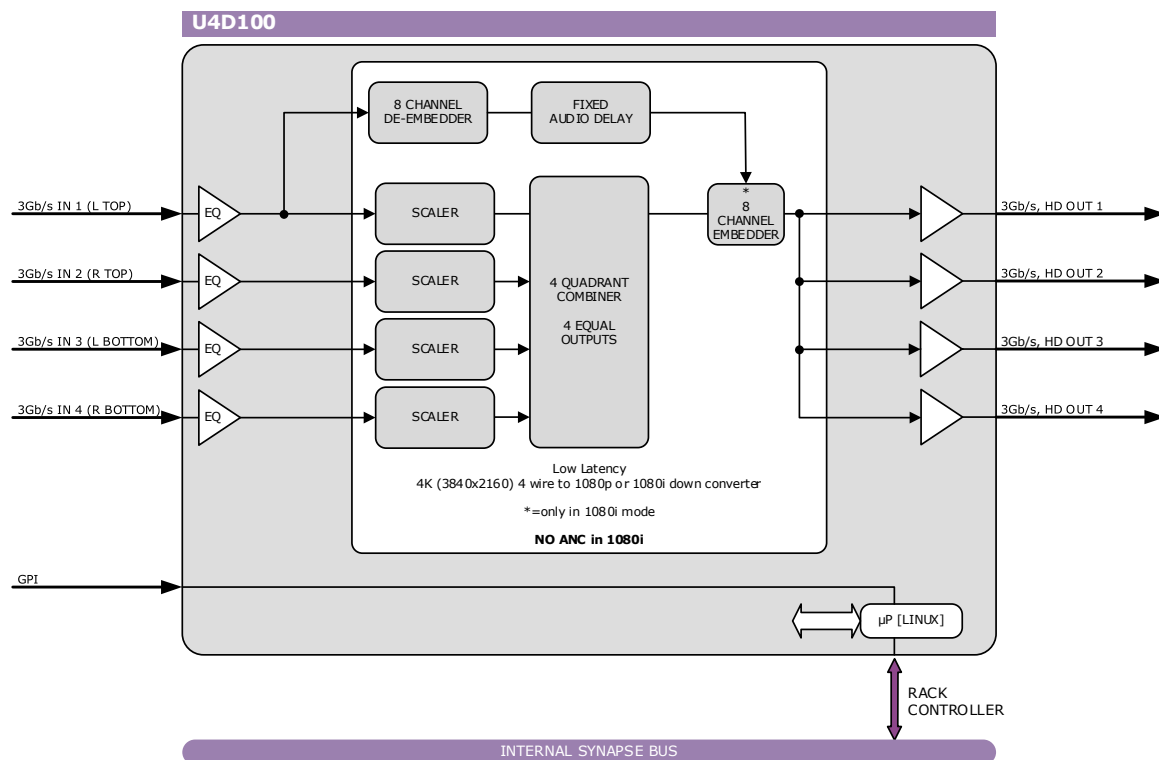 U4D100
8 CHANNEL
DE-EMBEDDER
FIXED
AUDIO DELAY
3Gb/s IN 1 (L TOP)
EQ
SCALER
*
8
CHANNEL
EMBEDDER
3Gb/s, HD OUT 1
3Gb/s IN 2 (R TOP)
EQ
SCALER
4 QUADRANT
COMBINER
4 EQUAL
OUTPUTS
3Gb/s, HD OUT 2
3Gb/s IN 3 (L BOTTOM)
EQ
SCALER
3Gb/s, HD OUT 3
3Gb/s IN 4 (R BOTTOM)
EQ
SCALER
3Gb/s, HD OUT 4
Low Latency
4K (3840x2160) 4 wire to 1080p or 1080i down converter
*=only in 1080i mode
NO ANC in 1080i
GPI
µP [LINUX]
RACK
CONTROLLER
INTERNAL SYNAPSE BUS